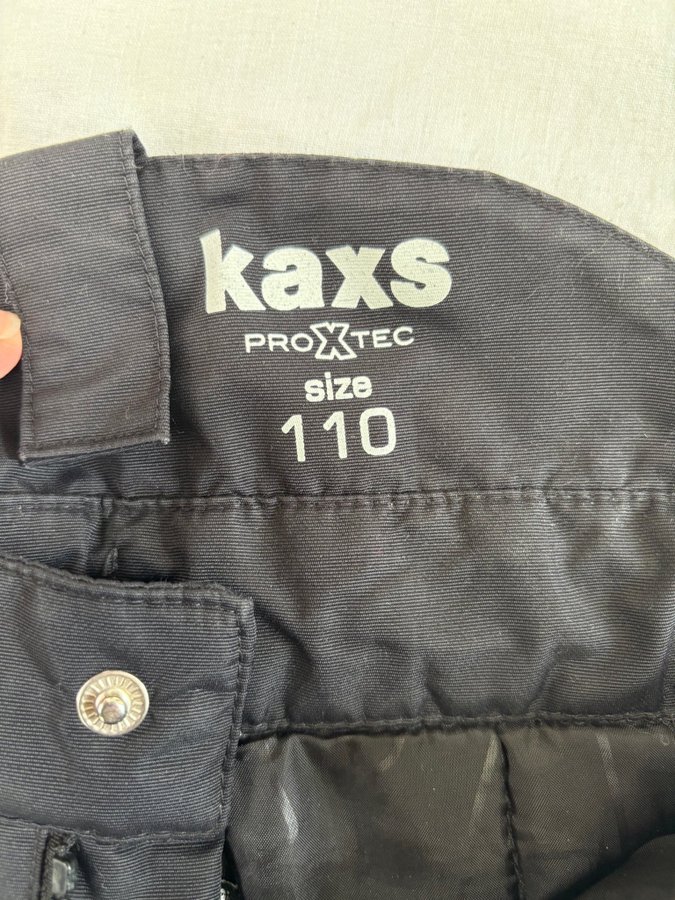 kaxs
PROXTEC
size
110